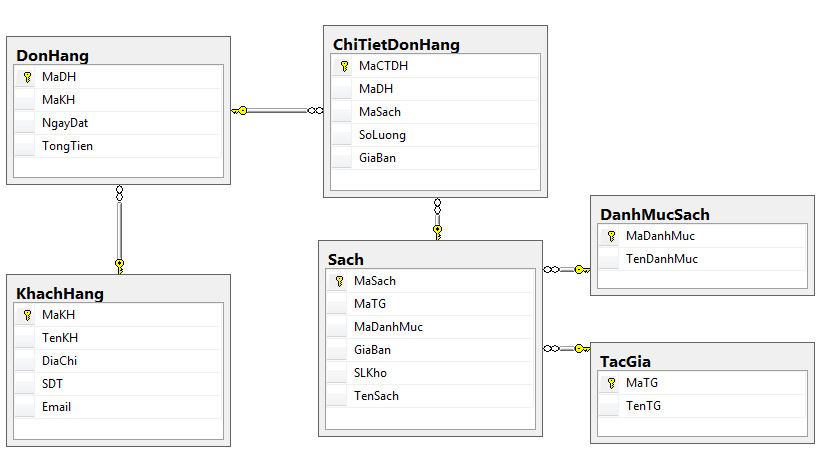 DonHang
MaDH
MaKH
NgayDat
TongTien
ChiTietDonHang
MaCTDH
MaDH
MaSach
SoLuong
GiaBan
KhachHang
MaKH
TenKH
DiaChi
SDT
Email
Sach
MaSach
MaTG
MaDanhMuc
GiaBan
SLKho
TenSach
DanhMucSach
MaDanhMuc
TenDanhMuc
TacGia
MaTG
TenTG